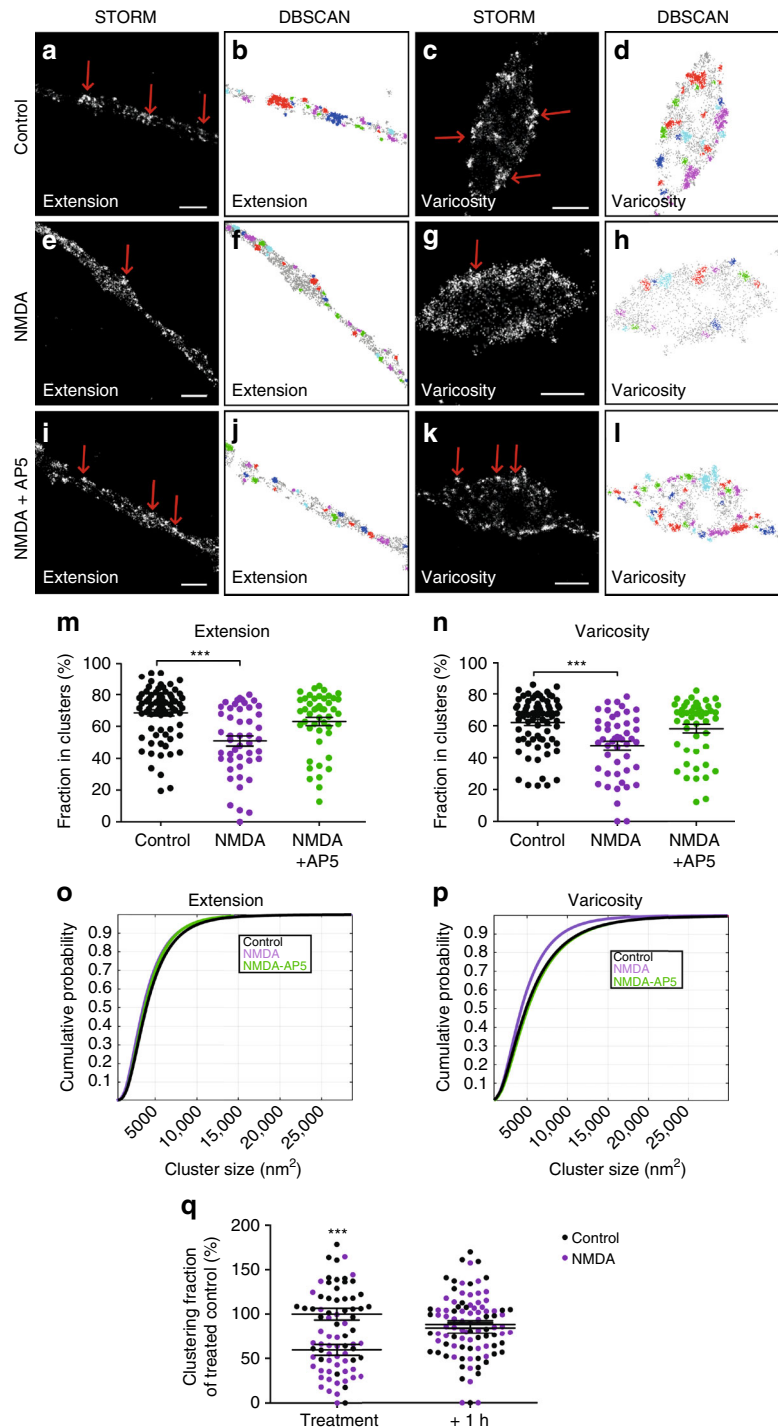 STORM DBSCAN STORM DBSCAN
Control
a b c d
Extension Extension Varicosity Varicosity
NMDA
e f g h
Extension Extension Varicosity Varicosity
NMDA + AP5
i j k l
Extension Extension Varicosity Varicosity
m
Extension
***
Fraction in clusters (%)
100
80
60
40
20
0
Control NMDA NMDA
+AP5
n
Varicosity
***
Fraction in clusters (%)
100
80
60
40
20
0
Control NMDA NMDA
+AP5
o
Extension
Cumulative probability
0.9
0.8
0.7
0.6
0.5
0.4
0.3
0.2
0.1
Control
NMDA
NMDA-AP5
5000 10,000 15,000 20,000 25,000
Cluster size (nm²)
p
Varicosity
Cumulative probability
0.9
0.8
0.7
0.6
0.5
0.4
0.3
0.2
0.1
Control
NMDA
NMDA-AP5
5000 10,000 15,000 20,000 25,000
Cluster size (nm²)
q
***
Clustering fraction
of treated control (%)
200
150
100
50
0
Treatment + 1 h
Control
NMDA